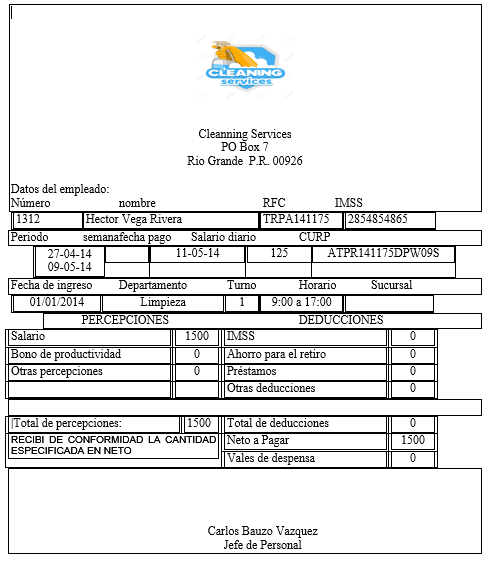 CLEANING
services
Cleanning Services
PO Box 7
Rio Grande P.R. 00926
Datos del empleado:
Número nombre RFC IMSS
1312 Hector Vega Rivera TRPA141175 2854854865
Periodo semanafecha pago Salario diario CURP
27-04-14 11-05-14 125 ATPR141175DPW09S
09-05-14
Fecha de ingreso Departamento Turno Horario Sucursal
01/01/2014 Limpieza 1 9:00 a 17:00
PERCEPCIONES DEDUCCIONES
Salario 1500 IMSS 0
Bono de productividad 0 Ahorro para el retiro 0
Otras percepciones 0 Préstamos 0
Otras deducciones 0
Total de percepciones: 1500 Total de deducciones 0
RECIBI DE CONFORMIDAD LA CANTIDAD Neto a Pagar 1500
ESPECIFICADA EN NETO
Vales de despensa 0
Carlos Bauzo Vazquez
Jefe de Personal